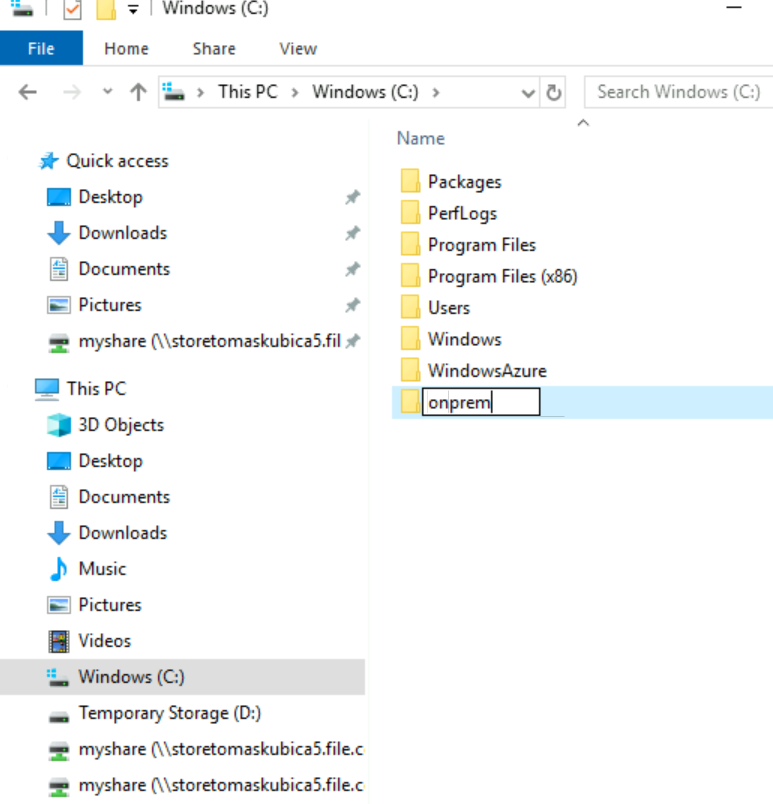 Windows (C:)
File Home Share View
This PC Windows (C:) Search Windows (C:)
Name
Quick access
Desktop
Downloads
Documents
Pictures
myshare (\\storetomaskubica5.fil
This PC
3D Objects
Desktop
Documents
Downloads
Music
Pictures
Videos
Windows (C:)
Temporary Storage (D:)
myshare (\\storetomaskubica5.file.c
myshare (\\storetomaskubica5.file.c
Packages
PerfLogs
Program Files
Program Files (x86)
Users
Windows
WindowsAzure
onprem